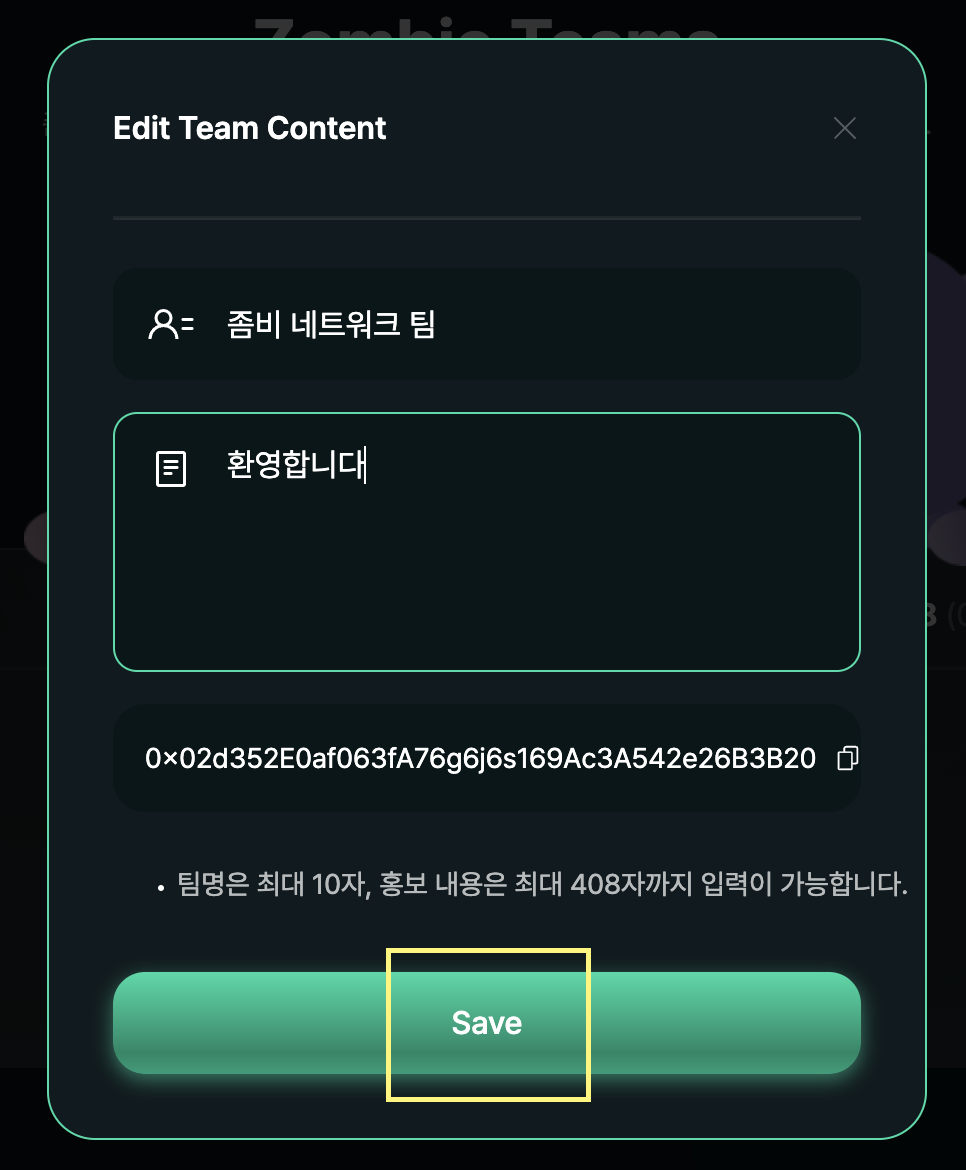 Zombie Teams
Edit Team Content
좀비 네트워크 팀
환영합니다
0x02d352E0af063fA76g6j6s169Ac3A542e26B3B20
• 팀명은 최대 10자, 홍보 내용은 최대 408자까지 입력이 가능합니다.
Save